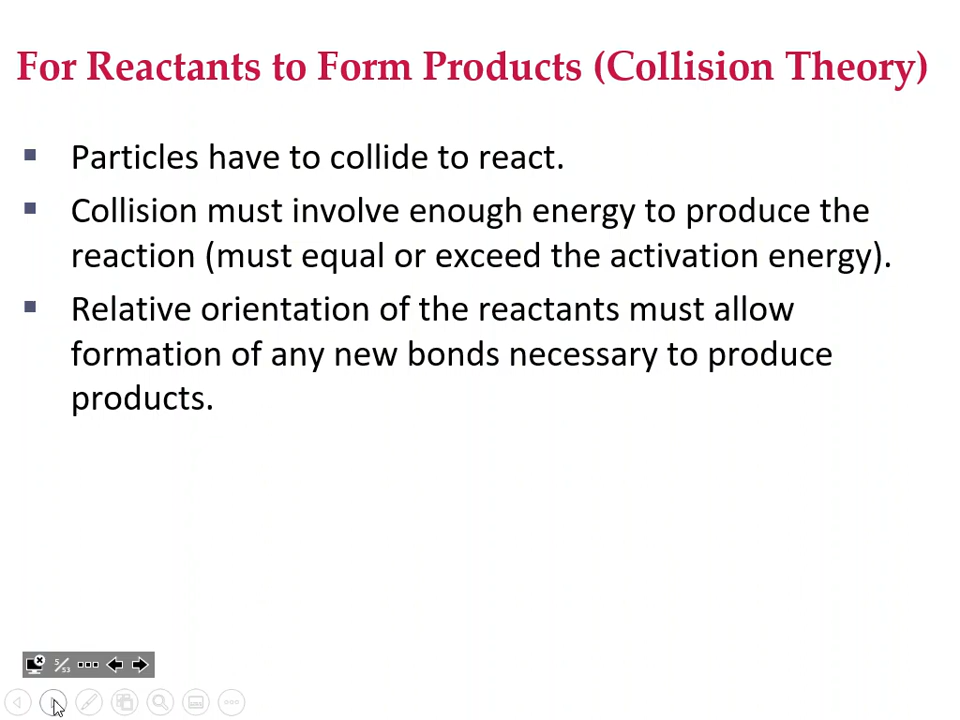 For Reactants to Form Products (Collision Theory)
▪ Particles have to collide to react.
▪ Collision must involve enough energy to produce the
reaction (must equal or exceed the activation energy).
▪ Relative orientation of the reactants must allow
formation of any new bonds necessary to produce
products.
5/53